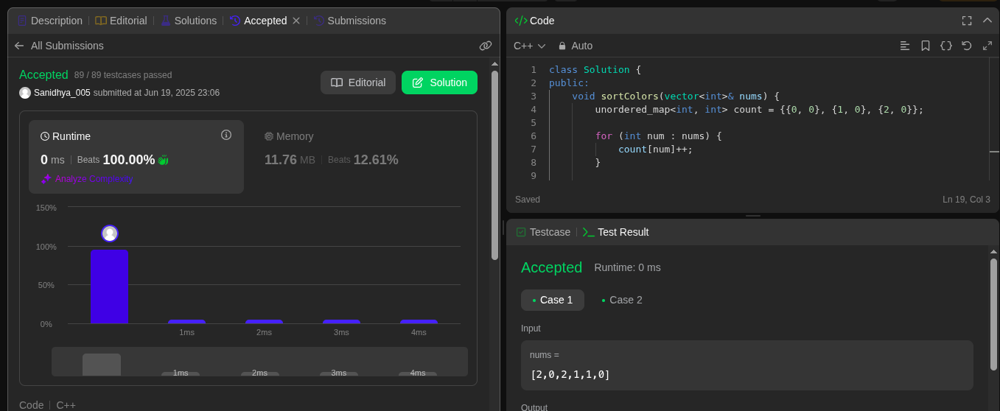 Description
Editorial
Solutions
Accepted
Submissions
All Submissions
Accepted 89 / 89 testcases passed
Sanidhya_005 submitted at Jun 19, 2025 23:06
Editorial
Solution
Runtime
0 ms Beats 100.00%
Analyze Complexity
Memory
11.76 MB Beats 12.61%
150%
100%
50%
0%
1ms 2ms 3ms 4ms
1ms 2ms 3ms 4ms
Code C++
Code
C++ Auto
1 class Solution {
2 public:
3 void sortColors(vector<int>& nums) {
4 unordered_map<int, int> count = {{0, 0}, {1, 0}, {2, 0}};
5
6 for (int num : nums) {
7 count[num]++;
8 }
9
Saved
Ln 19, Col 3
Testcase
Test Result
Accepted Runtime: 0 ms
Case 1
Case 2
Input
nums =
[2,0,2,1,1,0]
Output